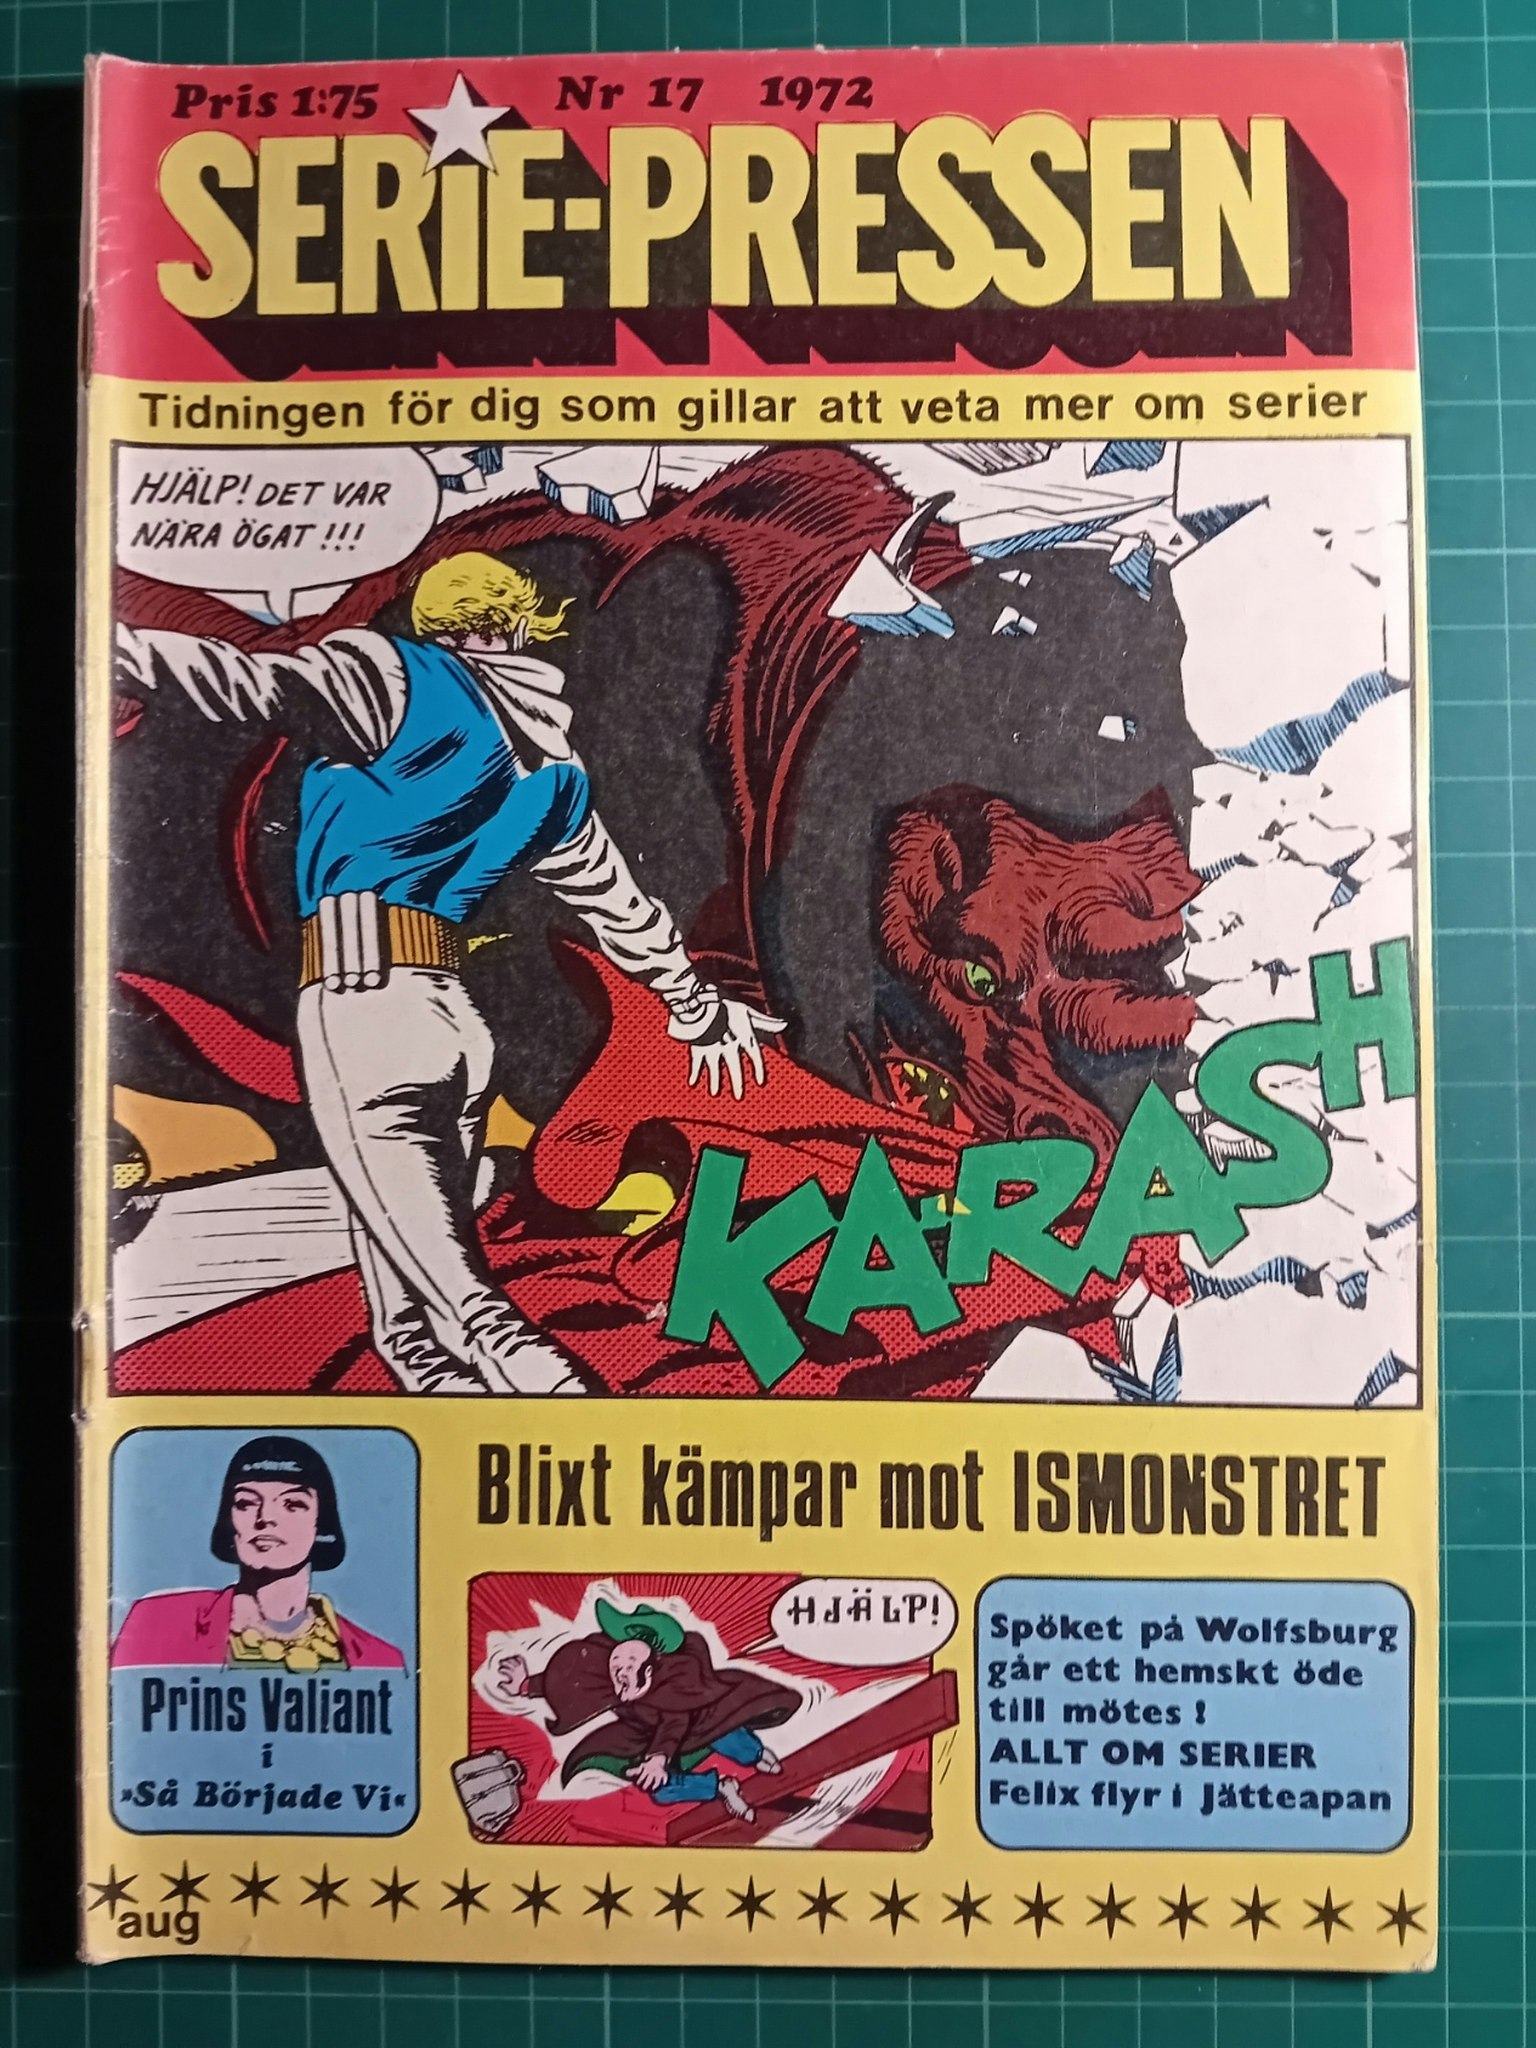 Pris 1:75 Nr 17 1972
SERiE-PRESSEN
Tidningen för dig som gillar att veta mer om serier
HJÄLP! DET VAR
NÄRA ÖGAT!!!
KA-RASH
Blixt kämpar mot ISMONSTRET
Prins Valiant
i
»Så Började Vi«
HJÄLP!
Spöket på Wolfsburg
går ett hemskt öde
till mötes!
ALLT OM SERIER
Felix flyr i Jätteapan
aug